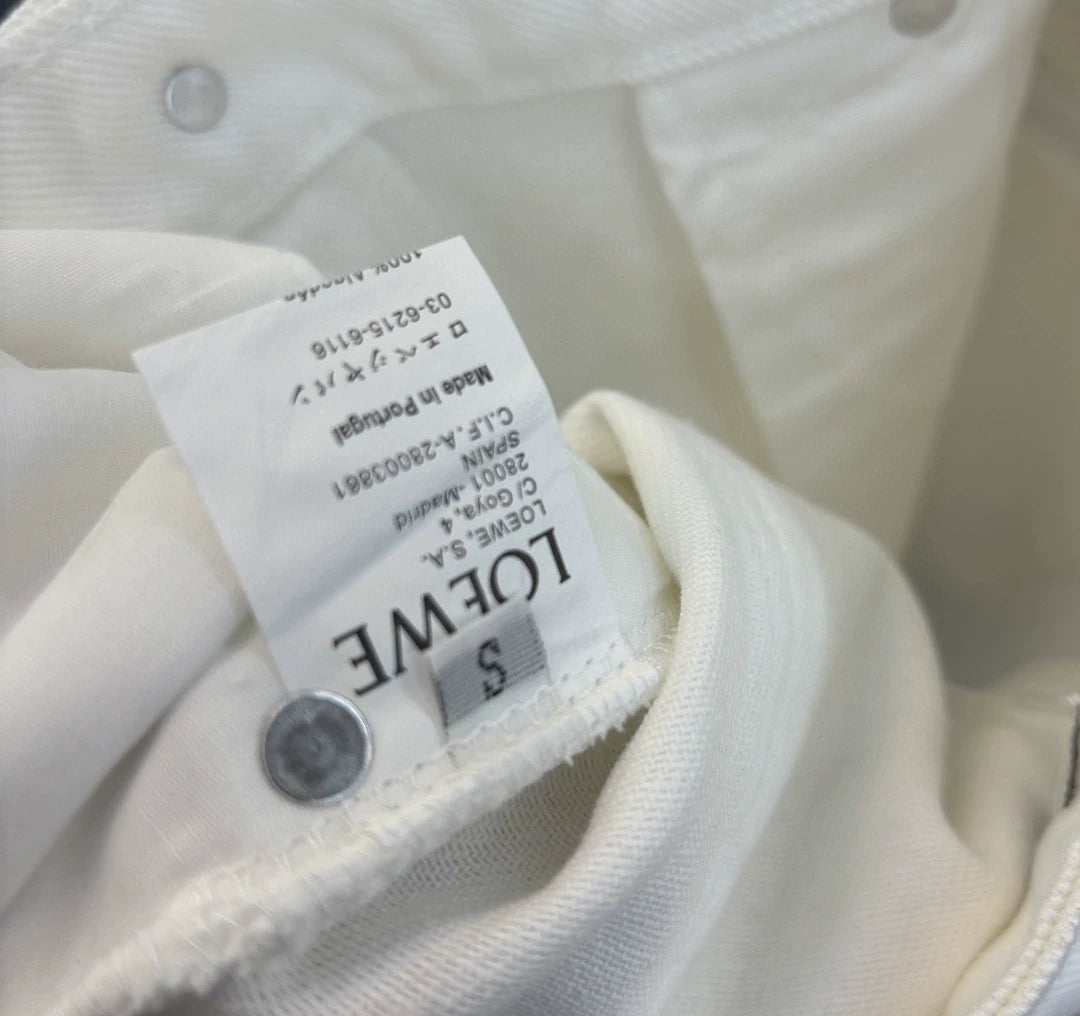 S
LOEWE
LOEWE, S.A.
C/ Goya, 4
28001 -Madrid
SPAIN
C.I.F. A-28003861
Made in Portugal
ロエベジャパン
03-6215-6116
100% Algodón